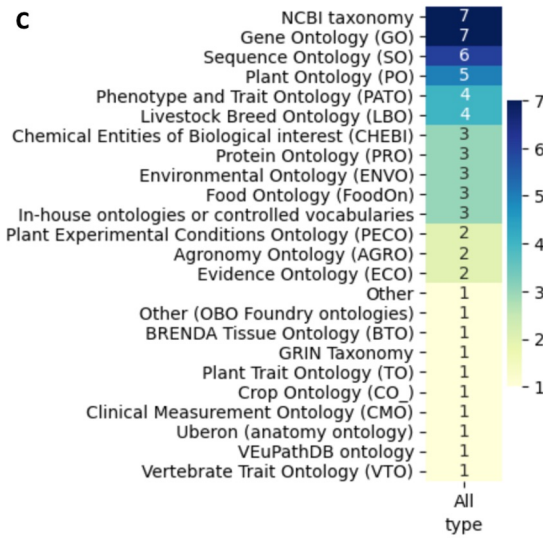 C
NCBI taxonomy 7
Gene Ontology (GO) 7
Sequence Ontology (SO) 6
Plant Ontology (PO) 5
Phenotype and Trait Ontology (PATO) 4
Livestock Breed Ontology (LBO) 4
Chemical Entities of Biological interest (CHEBI) 3
Protein Ontology (PRO) 3
Environmental Ontology (ENVO) 3
Food Ontology (FoodOn) 3
In-house ontologies or controlled vocabularies 3
Plant Experimental Conditions Ontology (PECO) 2
Agronomy Ontology (AGRO) 2
Evidence Ontology (ECO) 2
Other 1
Other (OBO Foundry ontologies) 1
BRENDA Tissue Ontology (BTO) 1
GRIN Taxonomy 1
Plant Trait Ontology (TO) 1
Crop Ontology (CO_) 1
Clinical Measurement Ontology (CMO) 1
Uberon (anatomy ontology) 1
VEuPathDB ontology 1
Vertebrate Trait Ontology (VTO) 1
All
type
7
6
5
4
3
2
1